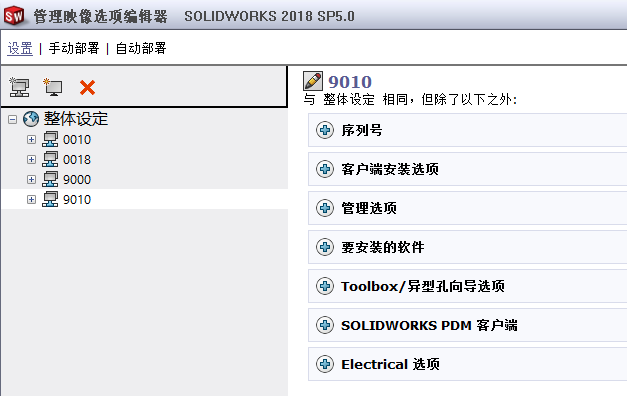 管理映像选项编辑器 SOLIDWORKS 2018 SP5.0
设置 | 手动部署 | 自动部署
整体设定
0010
0018
9000
9010
9010
与 整体设定 相同，但除了以下之外:
序列号
客户端安装选项
管理选项
要安装的软件
Toolbox/异型孔向导选项
SOLIDWORKS PDM 客户端
Electrical 选项